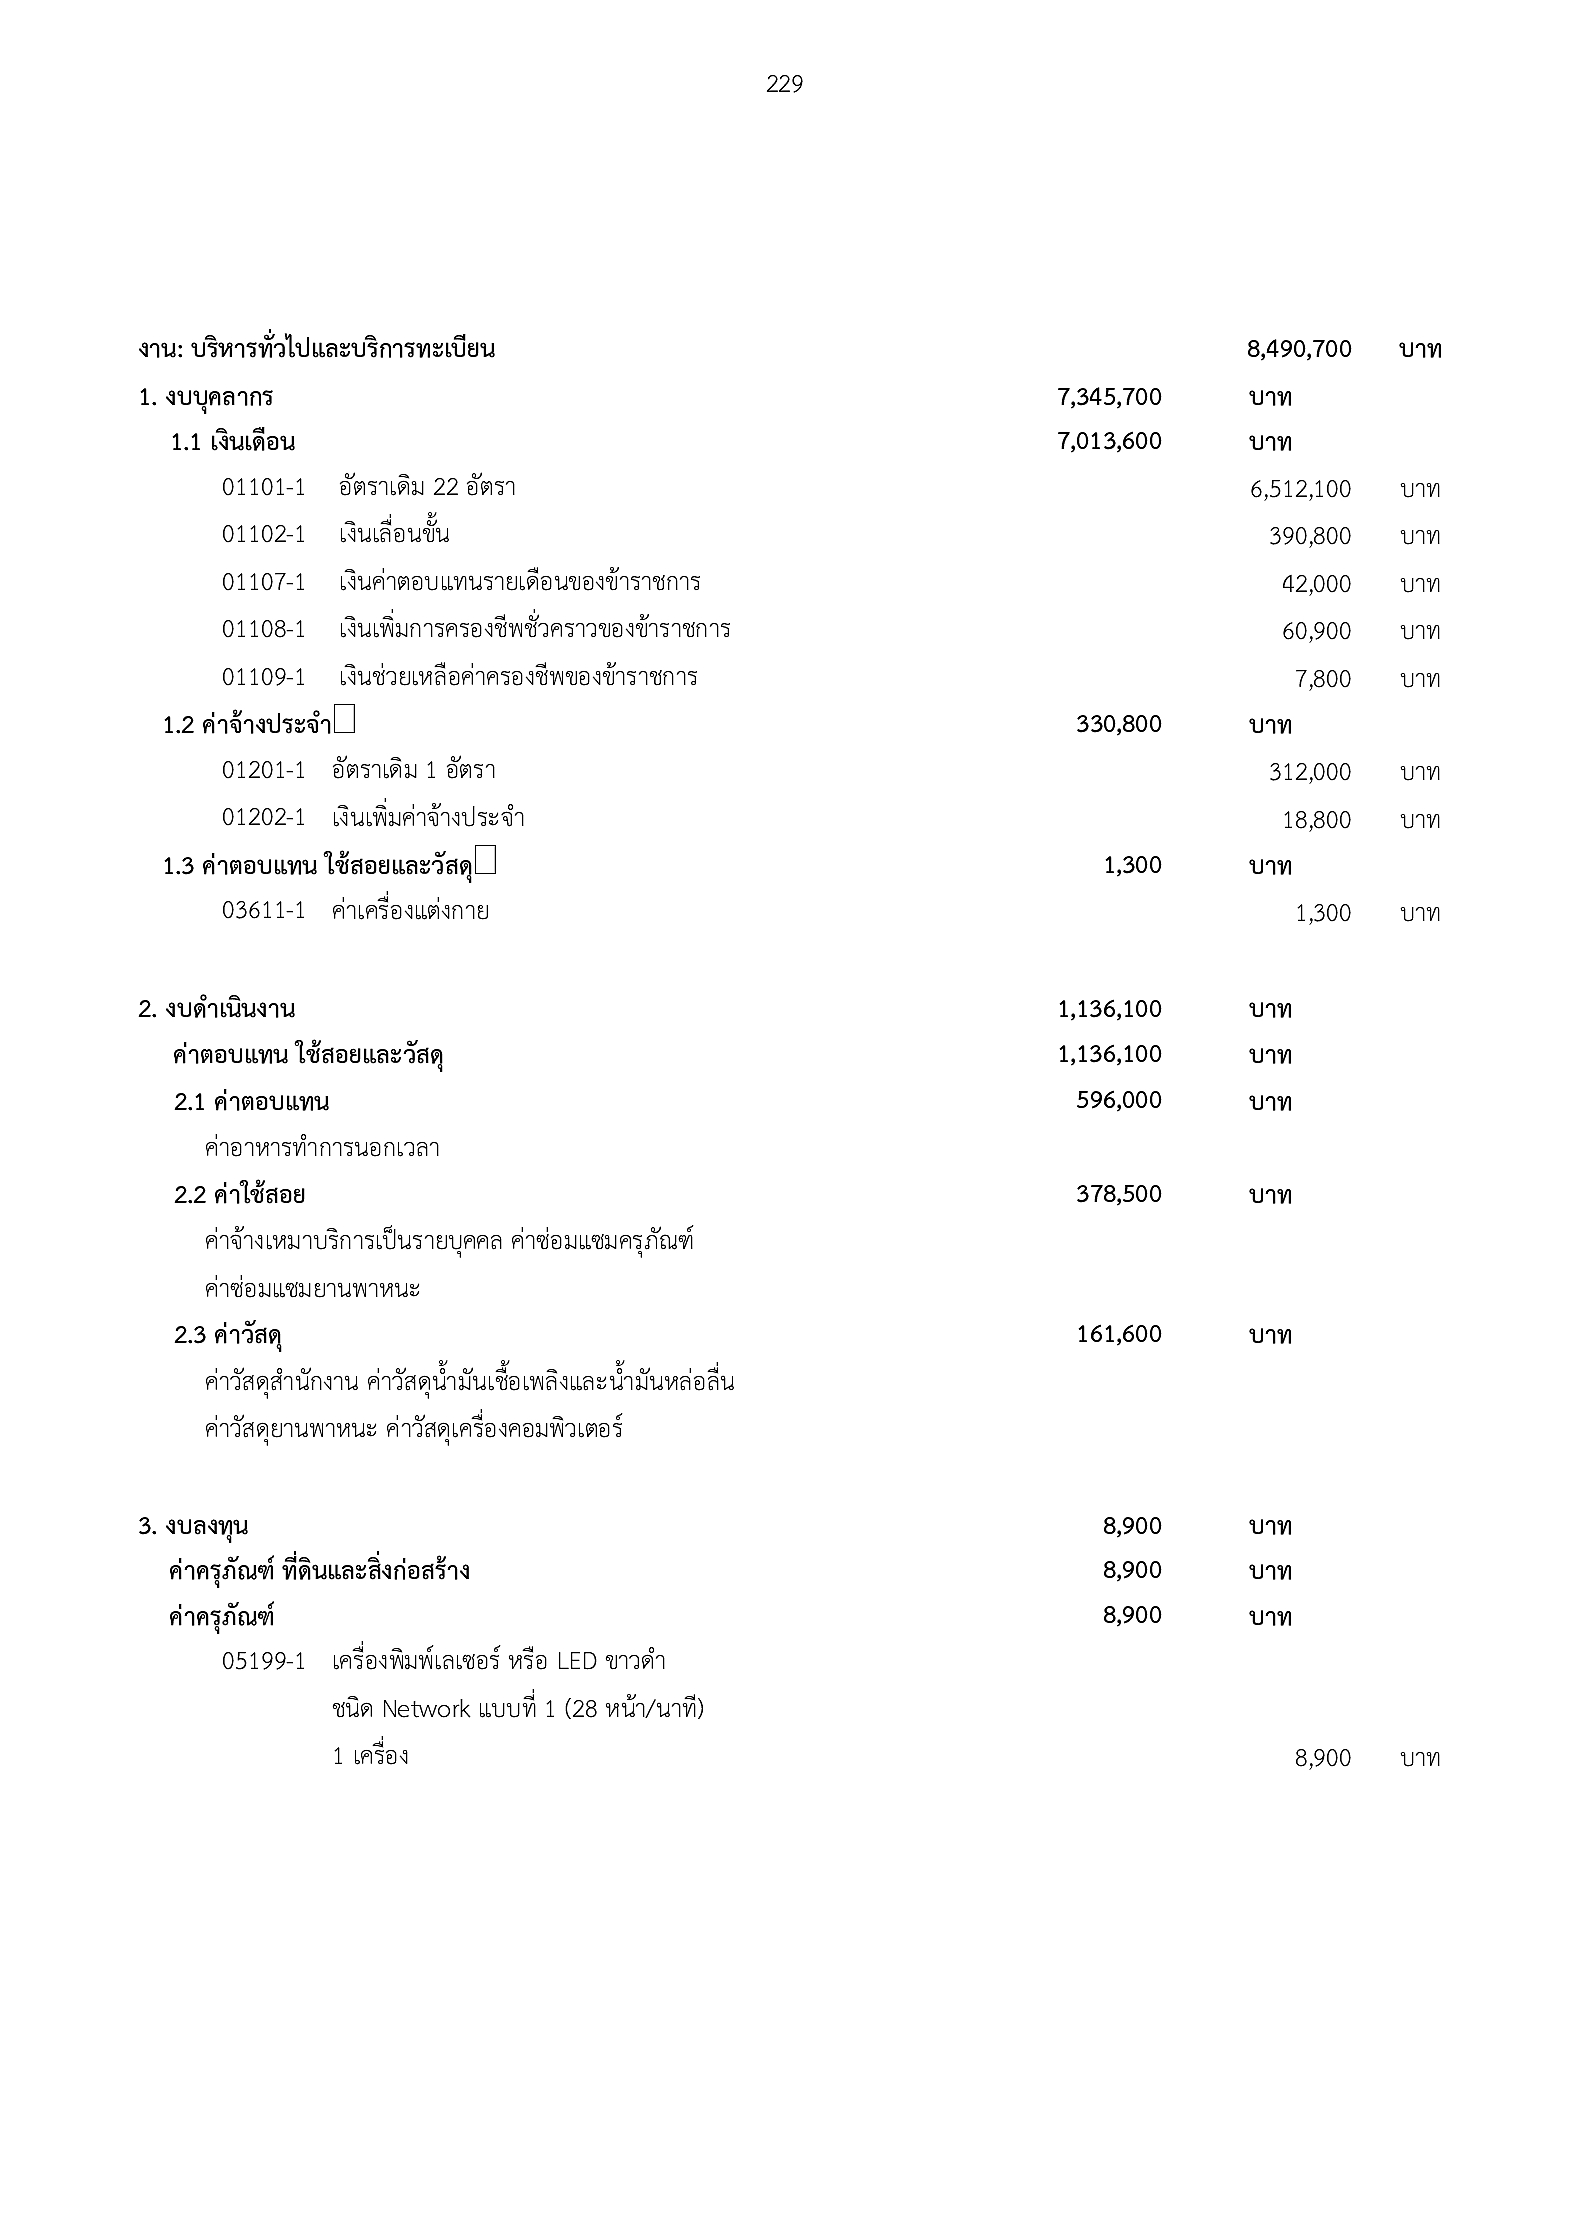 229
งาน: บริหารทั่วไปและบริการทะเบียน 8,490,700 บาท
1. งบบุคลากร 7,345,700 บาท
1.1 เงินเดือน 7,013,600 บาท
01101-1 อัตราเดิม 22 อัตรา 6,512,100 บาท
01102-1 เงินเลื่อนขั้น 390,800 บาท
01107-1 เงินค่าตอบแทนรายเดือนของข้าราชการ 42,000 บาท
01108-1 เงินเพิ่มการครองชีพชั่วคราวของข้าราชการ 60,900 บาท
01109-1 เงินช่วยเหลือค่าครองชีพของข้าราชการ 7,800 บาท
1.2 ค่าจ้างประจำ 330,800 บาท
01201-1 อัตราเดิม 1 อัตรา 312,000 บาท
01202-1 เงินเพิ่มค่าจ้างประจำ 18,800 บาท
1.3 ค่าตอบแทน ใช้สอยและวัสดุ 1,300 บาท
03611-1 ค่าเครื่องแต่งกาย 1,300 บาท
2. งบดำเนินงาน 1,136,100 บาท
ค่าตอบแทน ใช้สอยและวัสดุ 1,136,100 บาท
2.1 ค่าตอบแทน 596,000 บาท
ค่าอาหารทำการนอกเวลา
2.2 ค่าใช้สอย 378,500 บาท
ค่าจ้างเหมาบริการเป็นรายบุคคล ค่าซ่อมแซมครุภัณฑ์
ค่าซ่อมแซมยานพาหนะ
2.3 ค่าวัสดุ 161,600 บาท
ค่าวัสดุสำนักงาน ค่าวัสดุน้ำมันเชื้อเพลิงและน้ำมันหล่อลื่น
ค่าวัสดุยานพาหนะ ค่าวัสดุเครื่องคอมพิวเตอร์
3. งบลงทุน 8,900 บาท
ค่าครุภัณฑ์ ที่ดินและสิ่งก่อสร้าง 8,900 บาท
ค่าครุภัณฑ์ 8,900 บาท
05199-1 เครื่องพิมพ์เลเซอร์ หรือ LED ขาวดำ
ชนิด Network แบบที่ 1 (28 หน้า/นาที)
1 เครื่อง 8,900 บาท